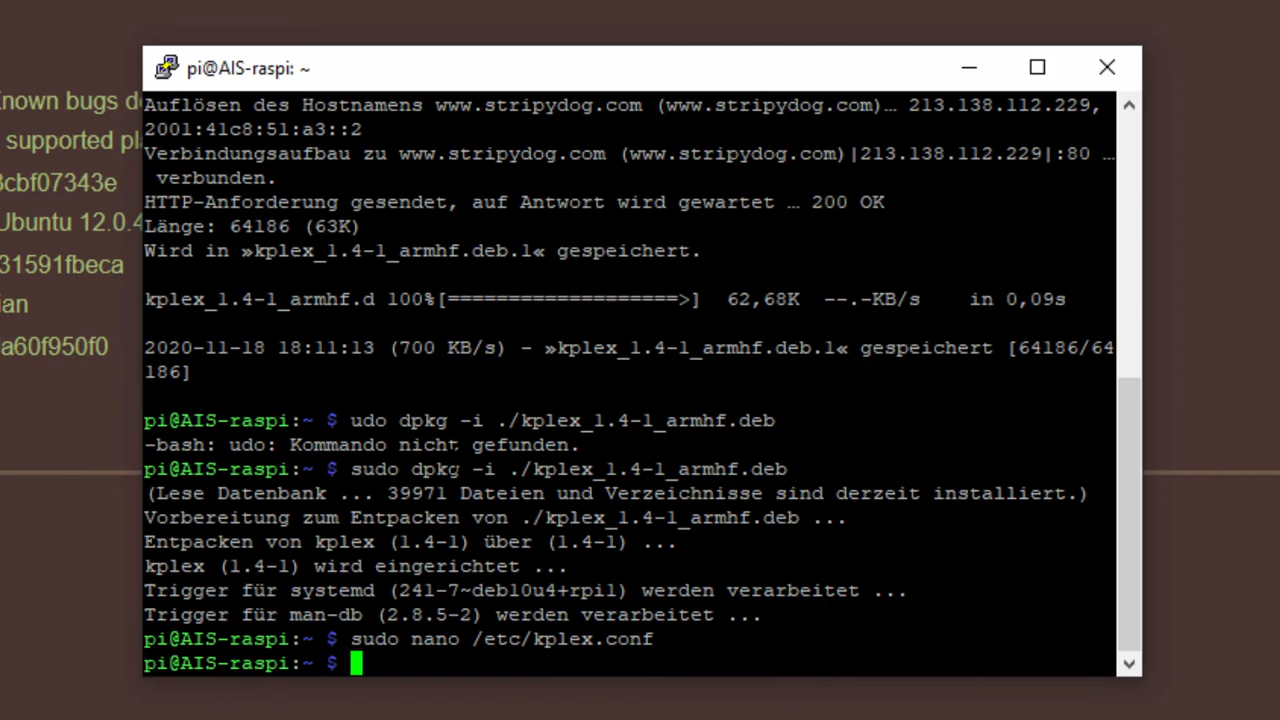 pi@AIS-raspi: ~
Known bugs d
supported pl
3cbf07343e
Ubuntu 12.0.4
31591fbeca
ian
a60f950f0
Auflösen des Hostnamens www.stripydog.com (www.stripydog.com)… 213.138.112.229,
2001:41c8:51:a3::2
Verbindungsaufbau zu www.stripydog.com (www.stripydog.com)|213.138.112.229|:80 …
verbunden.
HTTP-Anforderung gesendet, auf Antwort wird gewartet … 200 OK
Länge: 64186 (63K)
Wird in »kplex_1.4-1_armhf.deb.1« gespeichert.
kplex_1.4-1_armhf.d 100%[===================>] 62,68K --.-KB/s in 0,09s
2020-11-18 18:11:13 (700 KB/s) - »kplex_1.4-1_armhf.deb.1« gespeichert [64186/64
186]
pi@AIS-raspi:~ $ udo dpkg -i ./kplex_1.4-1_armhf.deb
-bash: udo: Kommando nicht gefunden.
pi@AIS-raspi:~ $ sudo dpkg -i ./kplex_1.4-1_armhf.deb
(Lese Datenbank ... 39971 Dateien und Verzeichnisse sind derzeit installiert.)
Vorbereitung zum Entpacken von ./kplex_1.4-1_armhf.deb ...
Entpacken von kplex (1.4-1) über (1.4-1) ...
kplex (1.4-1) wird eingerichtet ...
Trigger für systemd (241-7~deb10u4+rpi1) werden verarbeitet ...
Trigger für man-db (2.8.5-2) werden verarbeitet ...
pi@AIS-raspi:~ $ sudo nano /etc/kplex.conf
pi@AIS-raspi:~ $